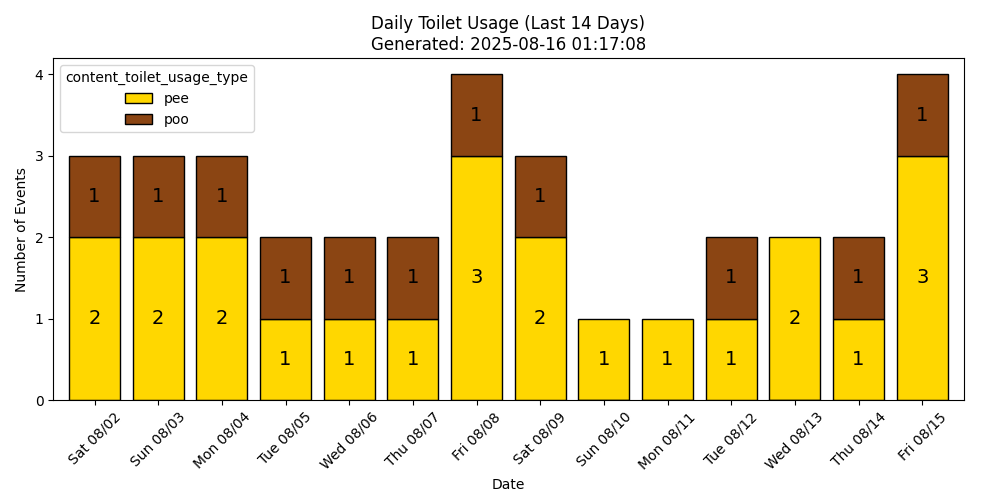 Daily Toilet Usage (Last 14 Days)
Generated: 2025-08-16 01:17:08
content_toilet_usage_type
pee
poo
Number of Events
4
3
2
1
0
1 1 1 1 1 1 1 1 1 1 1
2 2 2 1 1 1 3 2 1 1 1 2 1 3
Sat 08/02
Sun 08/03
Mon 08/04
Tue 08/05
Wed 08/06
Thu 08/07
Fri 08/08
Sat 08/09
Sun 08/10
Mon 08/11
Tue 08/12
Wed 08/13
Thu 08/14
Fri 08/15
Date